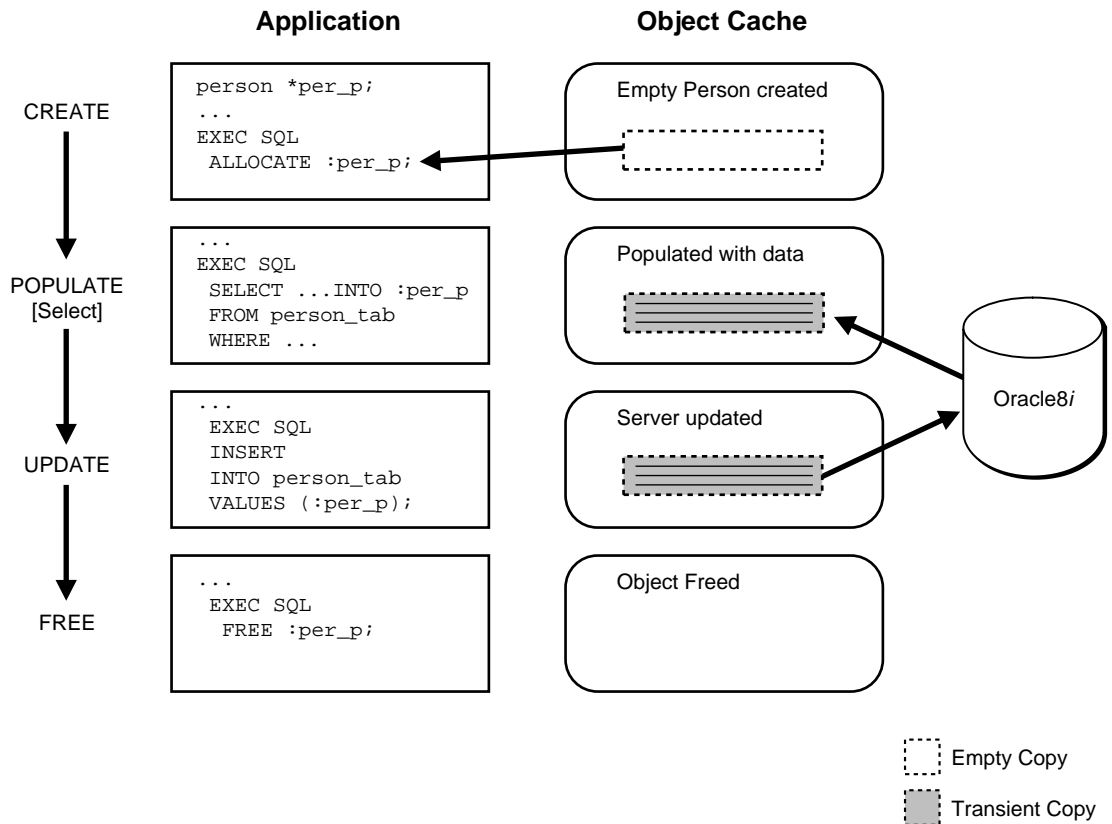 Application
Object Cache
CREATE
person *per_p;
...
EXEC SQL
ALLOCATE :per_p;
Empty Person created
POPULATE
[Select]
...
EXEC SQL
SELECT ...INTO :per_p
FROM person_tab
WHERE ...
Populated with data
Oracle8i
UPDATE
...
EXEC SQL
INSERT
INTO person_tab
VALUES (:per_p);
Server updated
FREE
...
EXEC SQL
FREE :per_p;
Object Freed
Empty Copy
Transient Copy